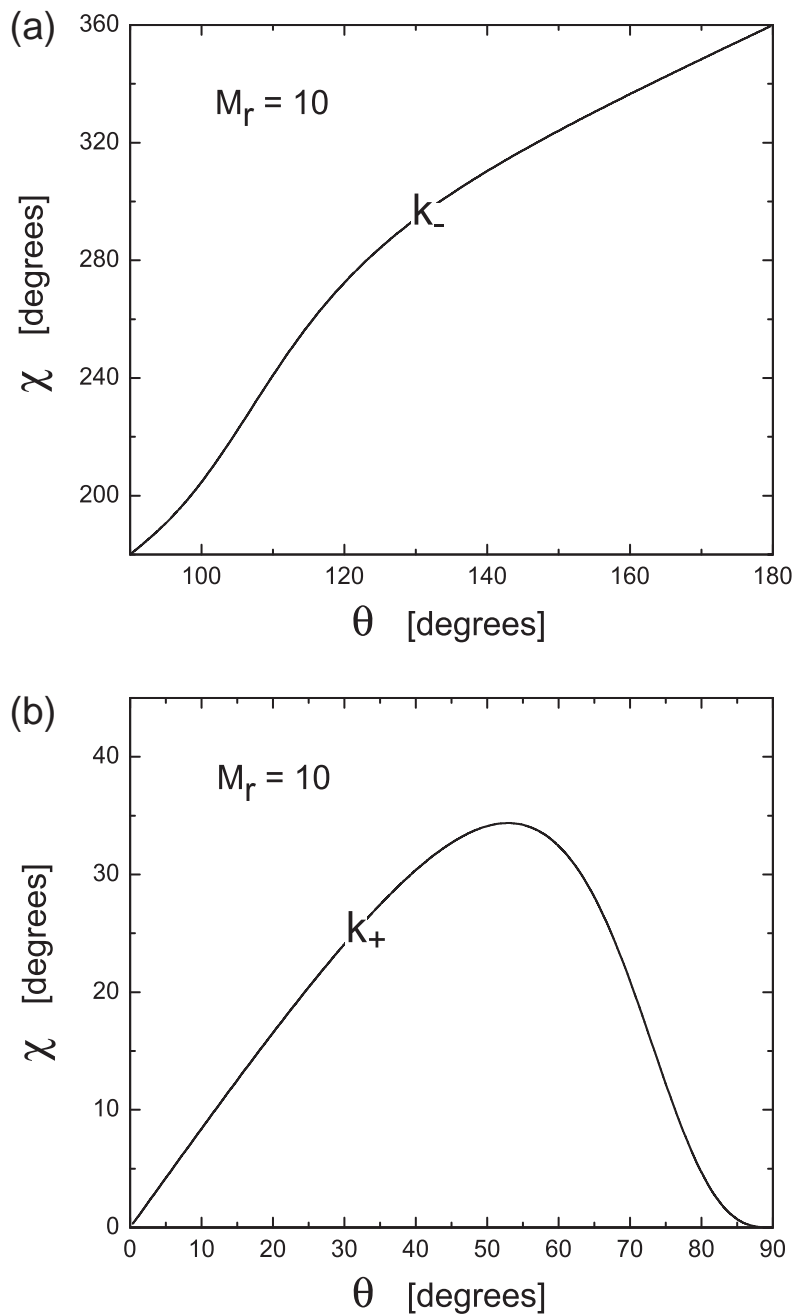 (a)
360
M_r = 10
320
k_-
280
χ [degrees]
240
200
100 120 140 160 180
θ [degrees]
(b)
40
M_r = 10
30
k_+
χ [degrees]
20
10
0
0 10 20 30 40 50 60 70 80 90
θ [degrees]